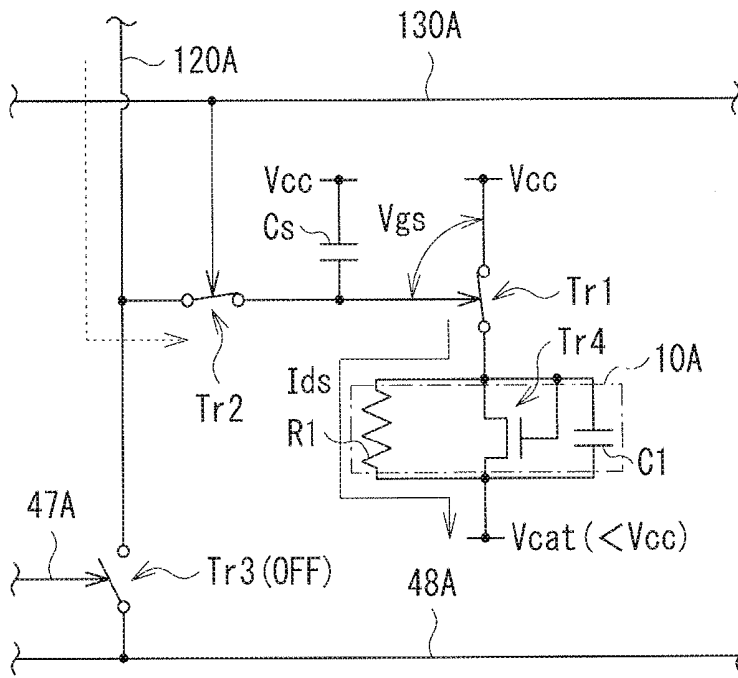 120A
130A
Vcc
Vcc
Cs
Vgs
Tr1
Tr2
Ids
Tr4
10A
R1
C1
47A
Tr3(OFF)
Vcat(<Vcc)
48A